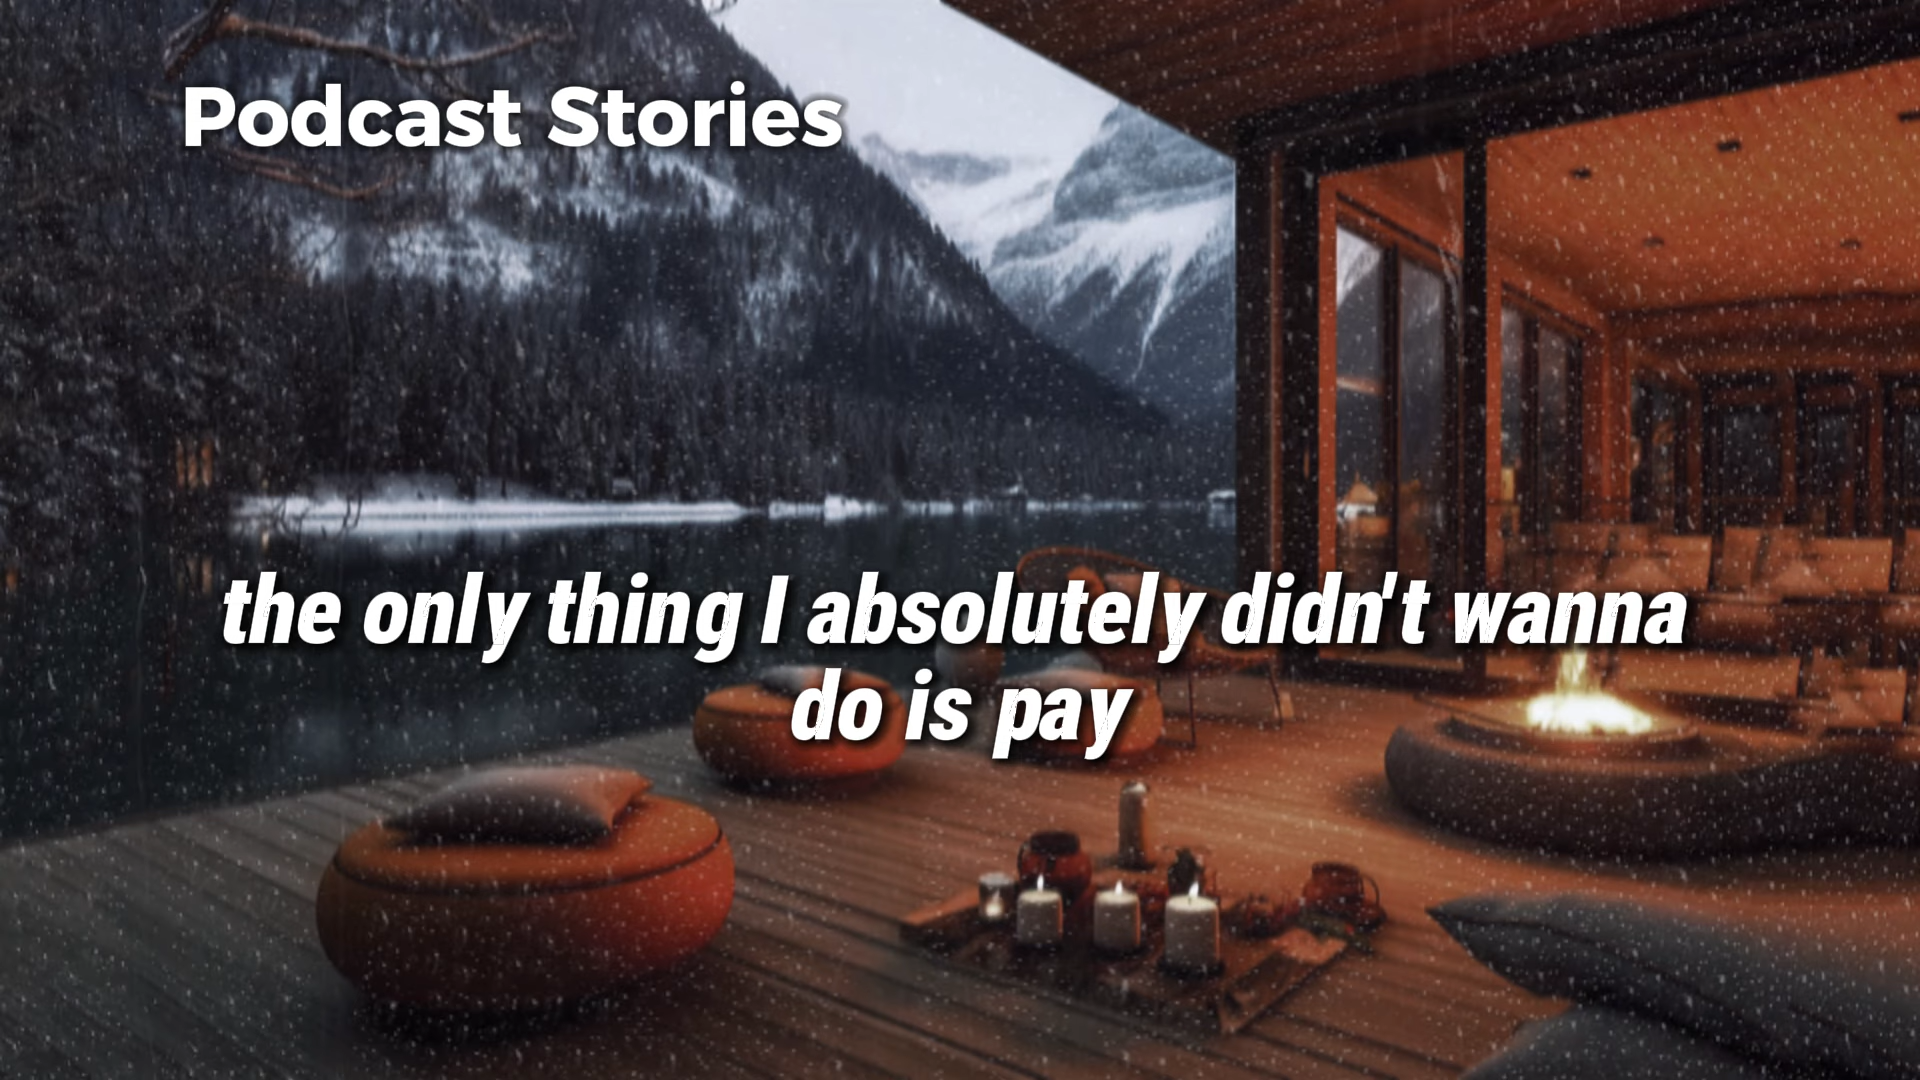 Podcast Stories
the only thing I absolutely didn't wanna
do is pay